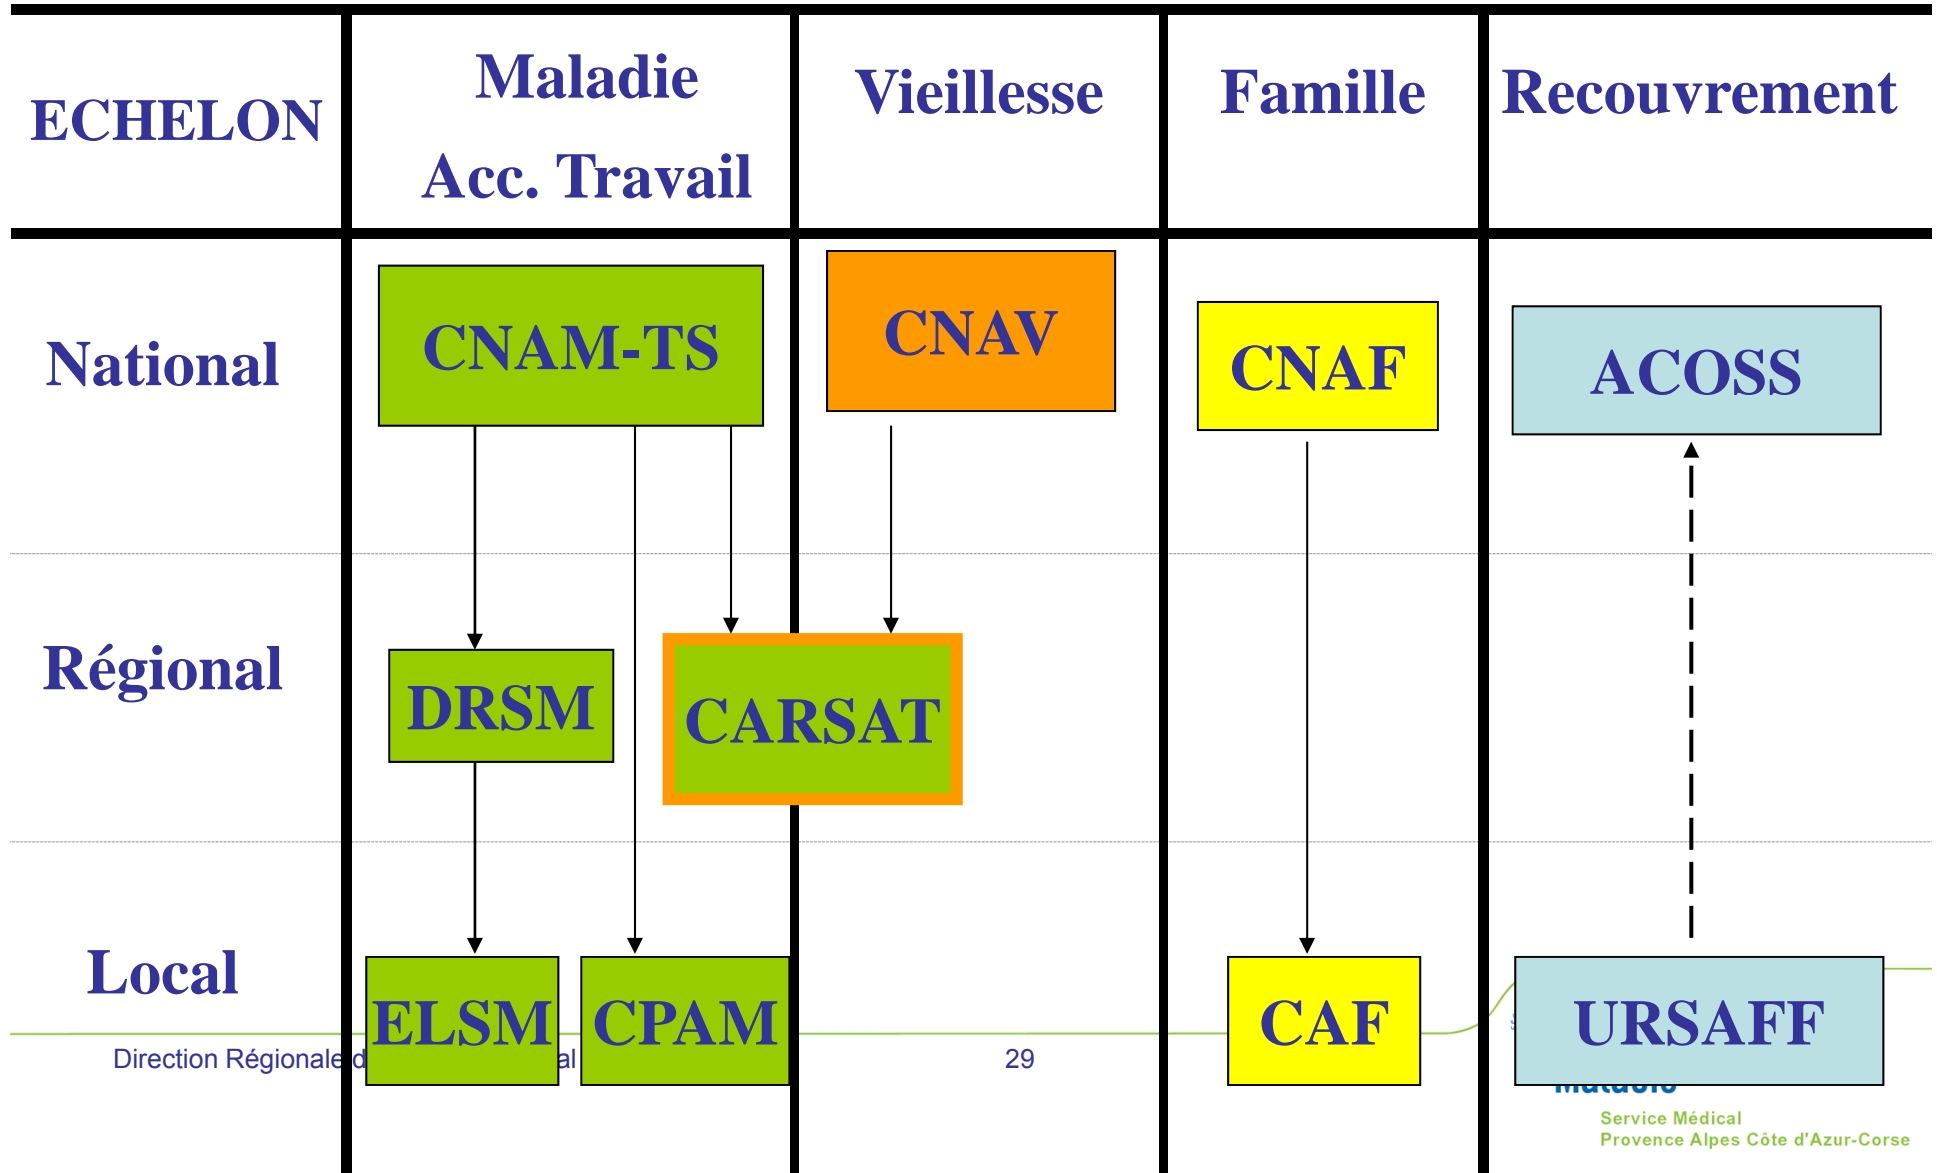 ECHELON
Maladie
Acc. Travail
Vieillesse
Famille
Recouvrement
National
CNAM-TS
CNAV
CNAF
ACOSS
Régional
DRSM
CARSAT
Local
ELSM
CPAM
CAF
URSAFF
Direction Régionale
29
Service Médical
Provence Alpes Côte d'Azur-Corse